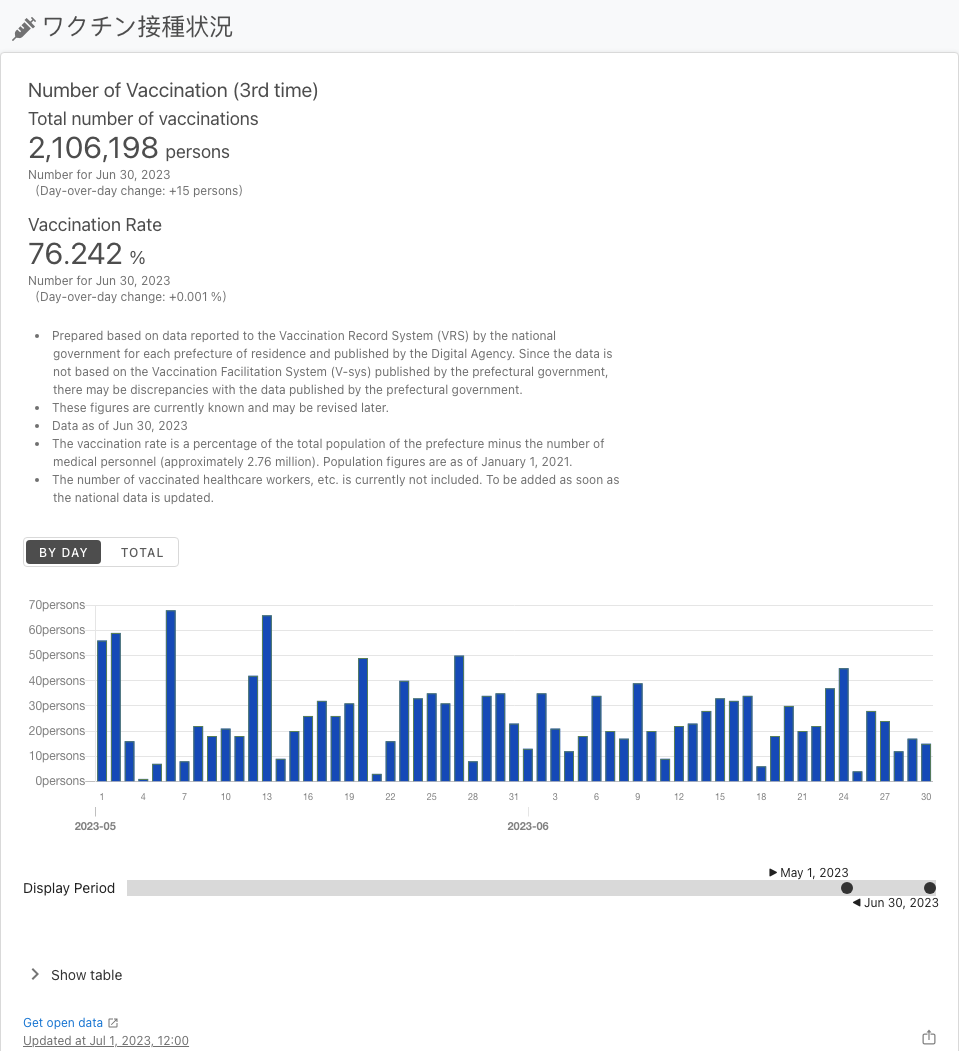 ワクチン接種状況
Number of Vaccination (3rd time)
Total number of vaccinations
2,106,198 persons
Number for Jun 30, 2023
(Day-over-day change: +15 persons)
Vaccination Rate
76.242 %
Number for Jun 30, 2023
(Day-over-day change: +0.001 %)
• Prepared based on data reported to the Vaccination Record System (VRS) by the national
government for each prefecture of residence and published by the Digital Agency. Since the data is
not based on the Vaccination Facilitation System (V-sys) published by the prefectural government,
there may be discrepancies with the data published by the prefectural government.
• These figures are currently known and may be revised later.
• Data as of Jun 30, 2023
• The vaccination rate is a percentage of the total population of the prefecture minus the number of
medical personnel (approximately 2.76 million). Population figures are as of January 1, 2021.
• The number of vaccinated healthcare workers, etc. is currently not included. To be added as soon as
the national data is updated.
BY DAY TOTAL
70persons
60persons
50persons
40persons
30persons
20persons
10persons
0persons
1 4 7 10 13 16 19 22 25 28 31 3 6 9 12 15 18 21 24 27 30
2023-05 2023-06
▶ May 1, 2023
Display Period
◀ Jun 30, 2023
Show table
Get open data
Updated at Jul 1, 2023, 12:00